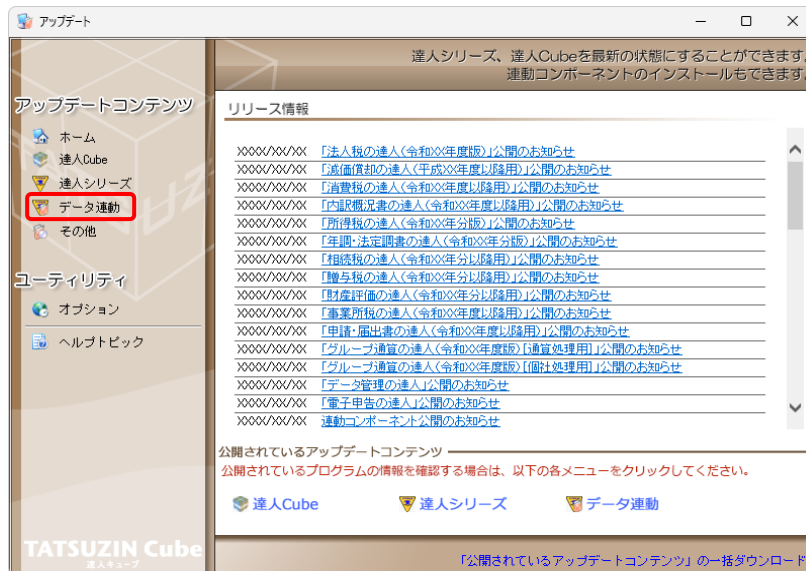 アップデート
達人シリーズ、達人Cubeを最新の状態にすることができます。
連動コンポーネントのインストールもできます。
アップデートコンテンツ
ホーム
達人Cube
達人シリーズ
データ連動
その他
ユーティリティ
オプション
ヘルプトピック
TATSUZIN Cube
達人キューブ
リリース情報
XXXX/XX/XX 「法人税の達人(令和XX年度版)」公開のお知らせ
XXXX/XX/XX 「減価償却の達人(平成XX年度以降用)」公開のお知らせ
XXXX/XX/XX 「消費税の達人(令和XX年度以降用)」公開のお知らせ
XXXX/XX/XX 「内訳概況書の達人(令和XX年度以降用)」公開のお知らせ
XXXX/XX/XX 「所得税の達人(令和XX年分版)」公開のお知らせ
XXXX/XX/XX 「年調・法定調書の達人(令和XX年分版)」公開のお知らせ
XXXX/XX/XX 「相続税の達人(令和XX年分以降用)」公開のお知らせ
XXXX/XX/XX 「贈与税の達人(令和XX年分以降用)」公開のお知らせ
XXXX/XX/XX 「財産評価の達人(令和XX年分以降用)」公開のお知らせ
XXXX/XX/XX 「事業所税の達人(令和XX年度以降用)」公開のお知らせ
XXXX/XX/XX 「申請・届出書の達人(令和XX年度以降用)」公開のお知らせ
XXXX/XX/XX 「グループ通算の達人(令和XX年度版)[通算処理用]」公開のお知らせ
XXXX/XX/XX 「グループ通算の達人(令和XX年度版)[個社処理用]」公開のお知らせ
XXXX/XX/XX 「データ管理の達人」公開のお知らせ
XXXX/XX/XX 「電子申告の達人」公開のお知らせ
XXXX/XX/XX 連動コンポーネント公開のお知らせ
公開されているアップデートコンテンツ
公開されているプログラムの情報を確認する場合は、以下の各メニューをクリックしてください。
達人Cube 達人シリーズ データ連動
「公開されているアップデートコンテンツ」の一括ダウンロード